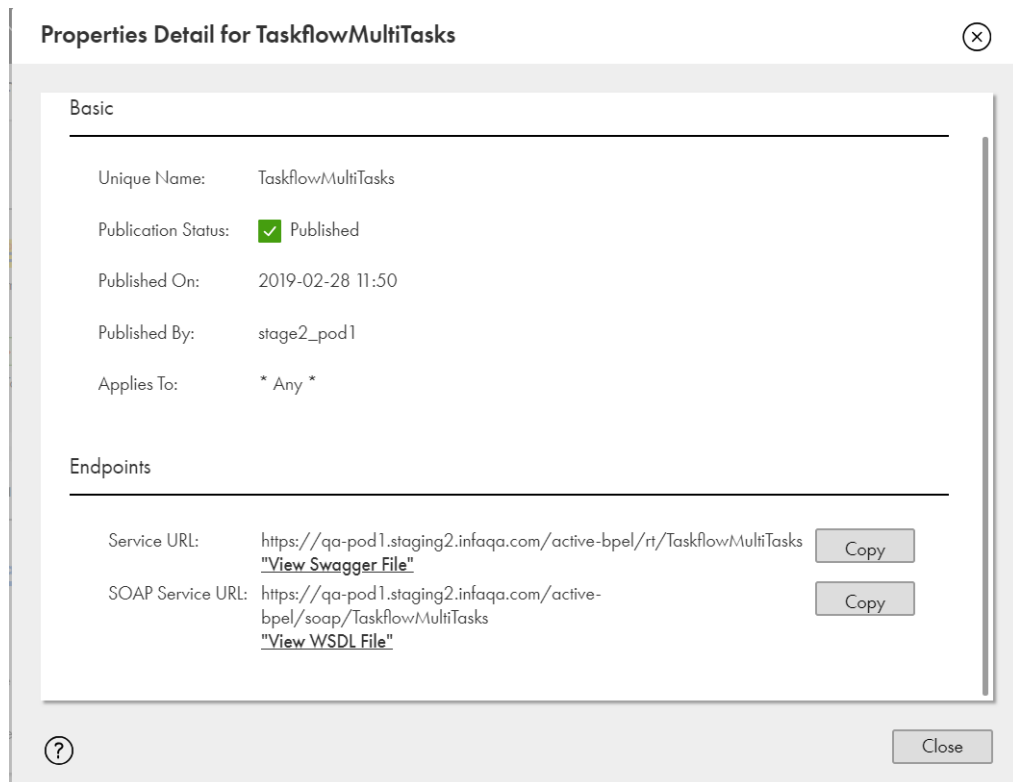 Properties Detail for TaskflowMultiTasks
Basic
Unique Name: TaskflowMultiTasks
Publication Status: Published
Published On: 2019-02-28 11:50
Published By: stage2_pod1
Applies To: * Any *
Endpoints
Service URL: https://qa-pod1.staging2.infaqa.com/active-bpel/rt/TaskflowMultiTasks Copy
"View Swagger File"
SOAP Service URL: https://qa-pod1.staging2.infaqa.com/active- Copy
bpel/soap/TaskflowMultiTasks
"View WSDL File"
? Close